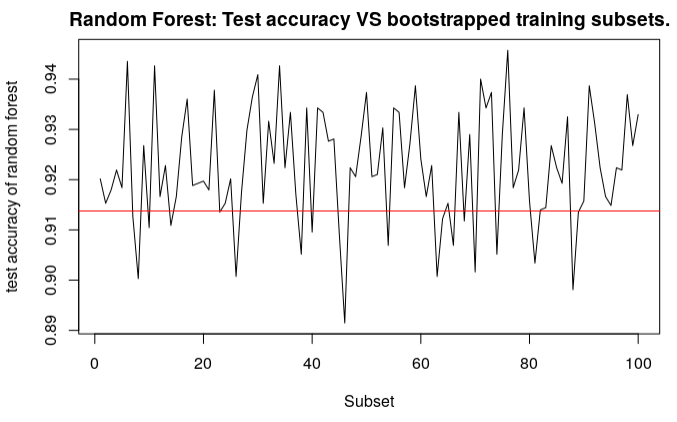 Random Forest: Test accuracy VS bootstrapped training subsets.
test accuracy of random forest
0.94
0.93
0.92
0.91
0.90
0.89
0 20 40 60 80 100
Subset